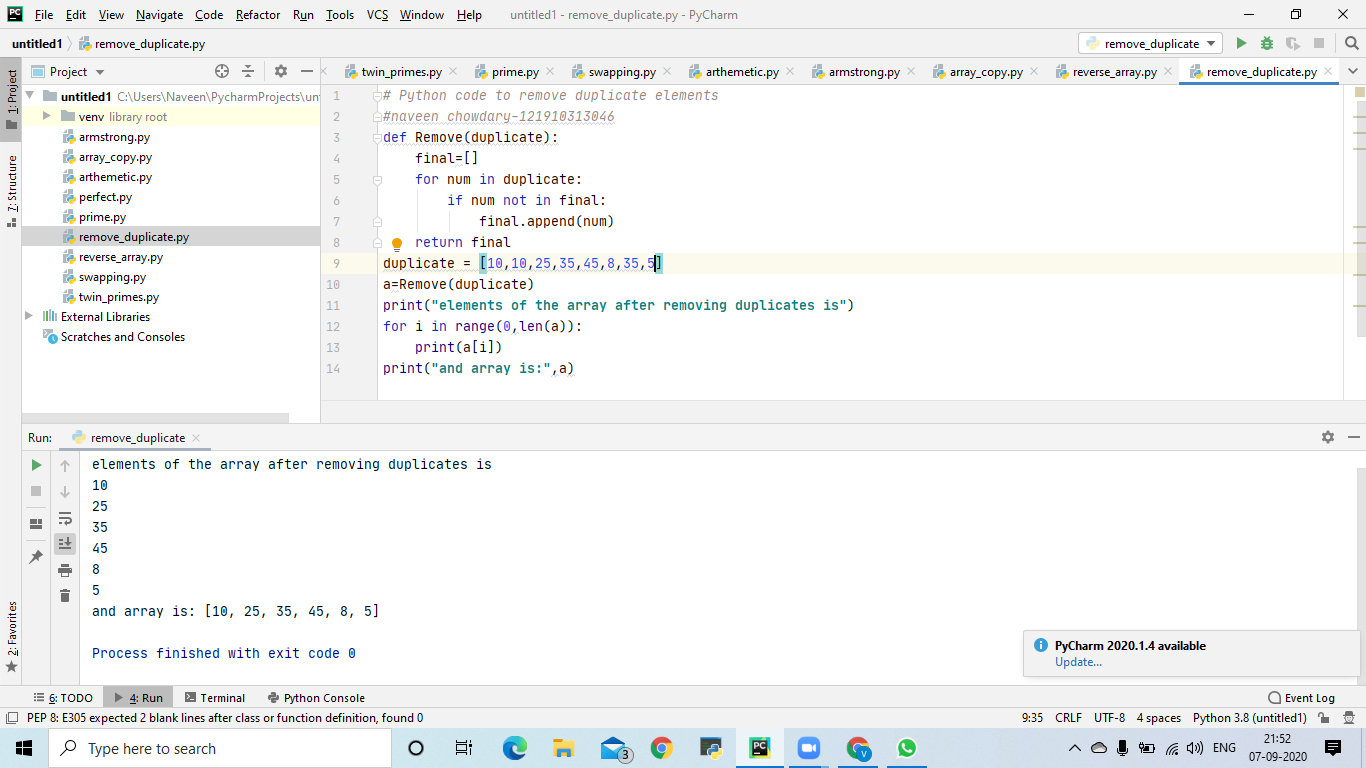 File Edit View Navigate Code Refactor Run Tools VCS Window Help untitled1 - remove_duplicate.py - PyCharm
untitled1 remove_duplicate.py remove_duplicate
Project twin_primes.py prime.py swapping.py arthemetic.py armstrong.py array_copy.py reverse_array.py remove_duplicate.py
1: Project
7: Structure
2: Favorites
untitled1 C:\Users\Naveen\PycharmProjects\unt
venv library root
armstrong.py
array_copy.py
arthemetic.py
perfect.py
prime.py
remove_duplicate.py
reverse_array.py
swapping.py
twin_primes.py
External Libraries
Scratches and Consoles
1 # Python code to remove duplicate elements
2 #naveen chowdary-121910313046
3 def Remove(duplicate):
4 final=[]
5 for num in duplicate:
6 if num not in final:
7 final.append(num)
8 return final
9 duplicate = [10,10,25,35,45,8,35,5]
10 a=Remove(duplicate)
11 print("elements of the array after removing duplicates is")
12 for i in range(0,len(a)):
13 print(a[i])
14 print("and array is:",a)
Run: remove_duplicate
elements of the array after removing duplicates is
10
25
35
45
8
5
and array is: [10, 25, 35, 45, 8, 5]
Process finished with exit code 0
PyCharm 2020.1.4 available
Update...
6: TODO 4: Run Terminal Python Console Event Log
PEP 8: E305 expected 2 blank lines after class or function definition, found 0 9:35 CRLF UTF-8 4 spaces Python 3.8 (untitled1)
Type here to search 3 V ENG 21:52
07-09-2020